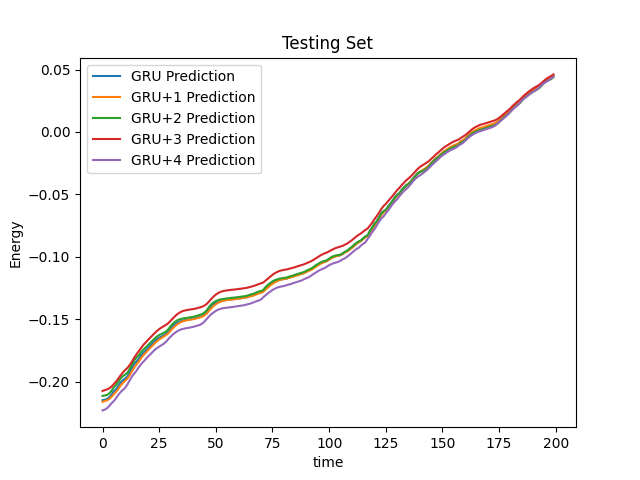 Testing Set
GRU Prediction
GRU+1 Prediction
GRU+2 Prediction
GRU+3 Prediction
GRU+4 Prediction
Energy
0.05
0.00
−0.05
−0.10
−0.15
−0.20
0 25 50 75 100 125 150 175 200
time